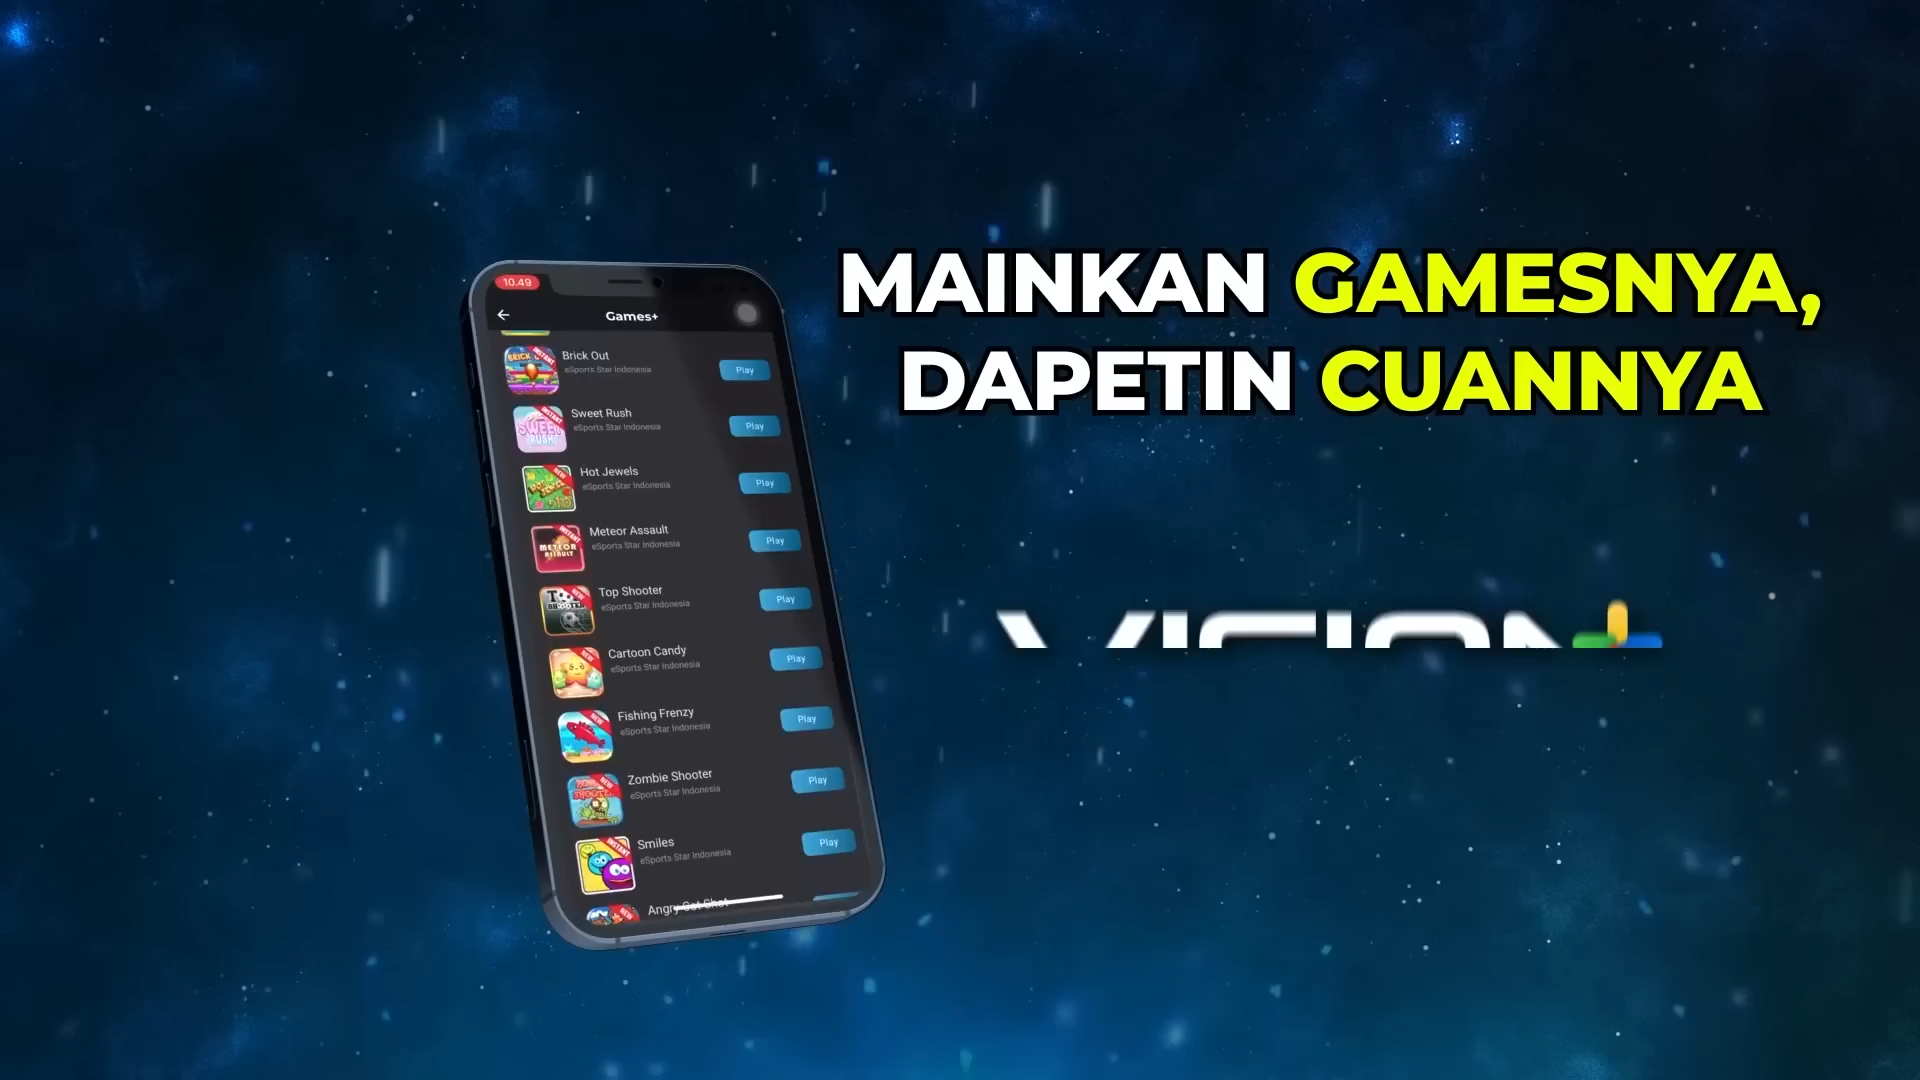 MAINKAN GAMESNYA,
DAPETIN CUANNYA
10.49
Games+
Brick Out
eSports Star Indonesia
Play
Sweet Rush
eSports Star Indonesia
Play
Hot Jewels
eSports Star Indonesia
Play
Meteor Assault
eSports Star Indonesia
Play
Top Shooter
eSports Star Indonesia
Play
Cartoon Candy
eSports Star Indonesia
Play
Fishing Frenzy
eSports Star Indonesia
Play
Zombie Shooter
eSports Star Indonesia
Play
Smiles
eSports Star Indonesia
Play
Angry Cat Shot